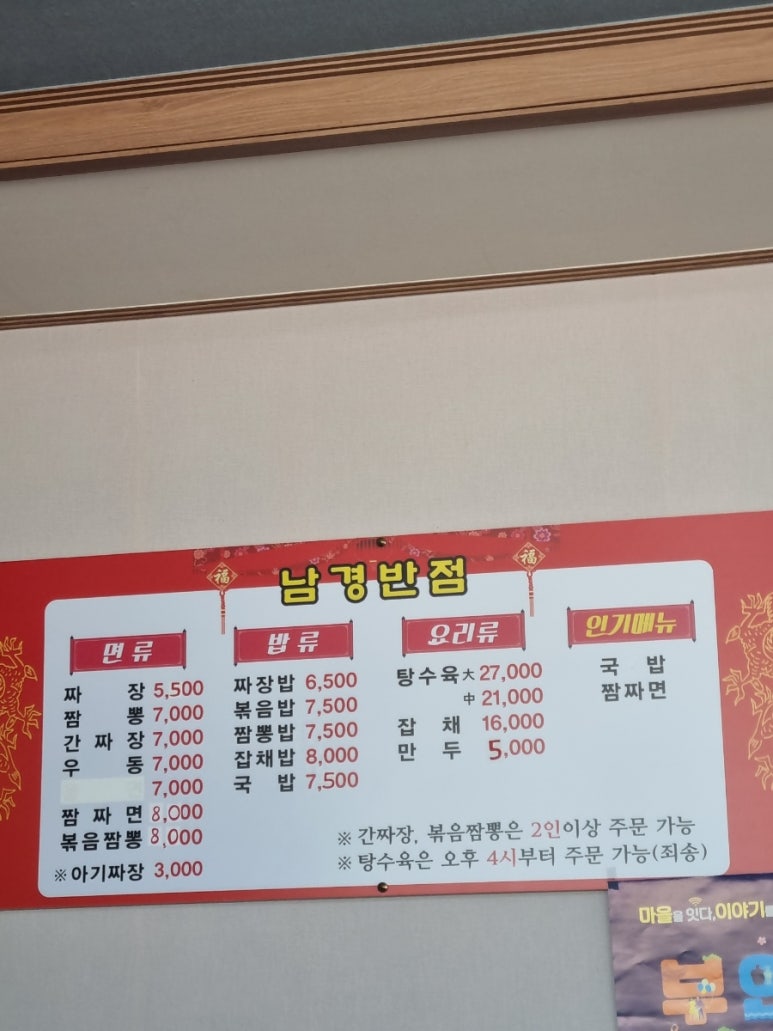 福
福
남경반점
면류
짜장 5,500
짬뽕 7,000
간짜장 7,000
우동 7,000
7,000
짬짜면 8,000
볶음짬뽕 8,000
※아기짜장 3,000
밥류
짜장밥 6,500
볶음밥 7,500
짬뽕밥 7,500
잡채밥 8,000
국밥 7,500
요리류
탕수육 大 27,000
中 21,000
잡채 16,000
만두 5,000
인기메뉴
국밥
짬짜면
※ 간짜장, 볶음짬뽕은 2인이상 주문 가능
※ 탕수육은 오후 4시부터 주문 가능(죄송)
마을을 잇다, 이야기를
부